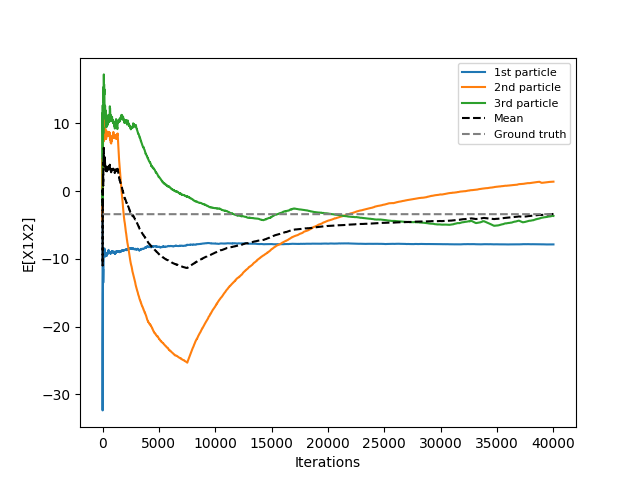 1st particle
2nd particle
3rd particle
Mean
Ground truth
10
0
−10
−20
−30
E[X1X2]
0 5000 10000 15000 20000 25000 30000 35000 40000
Iterations